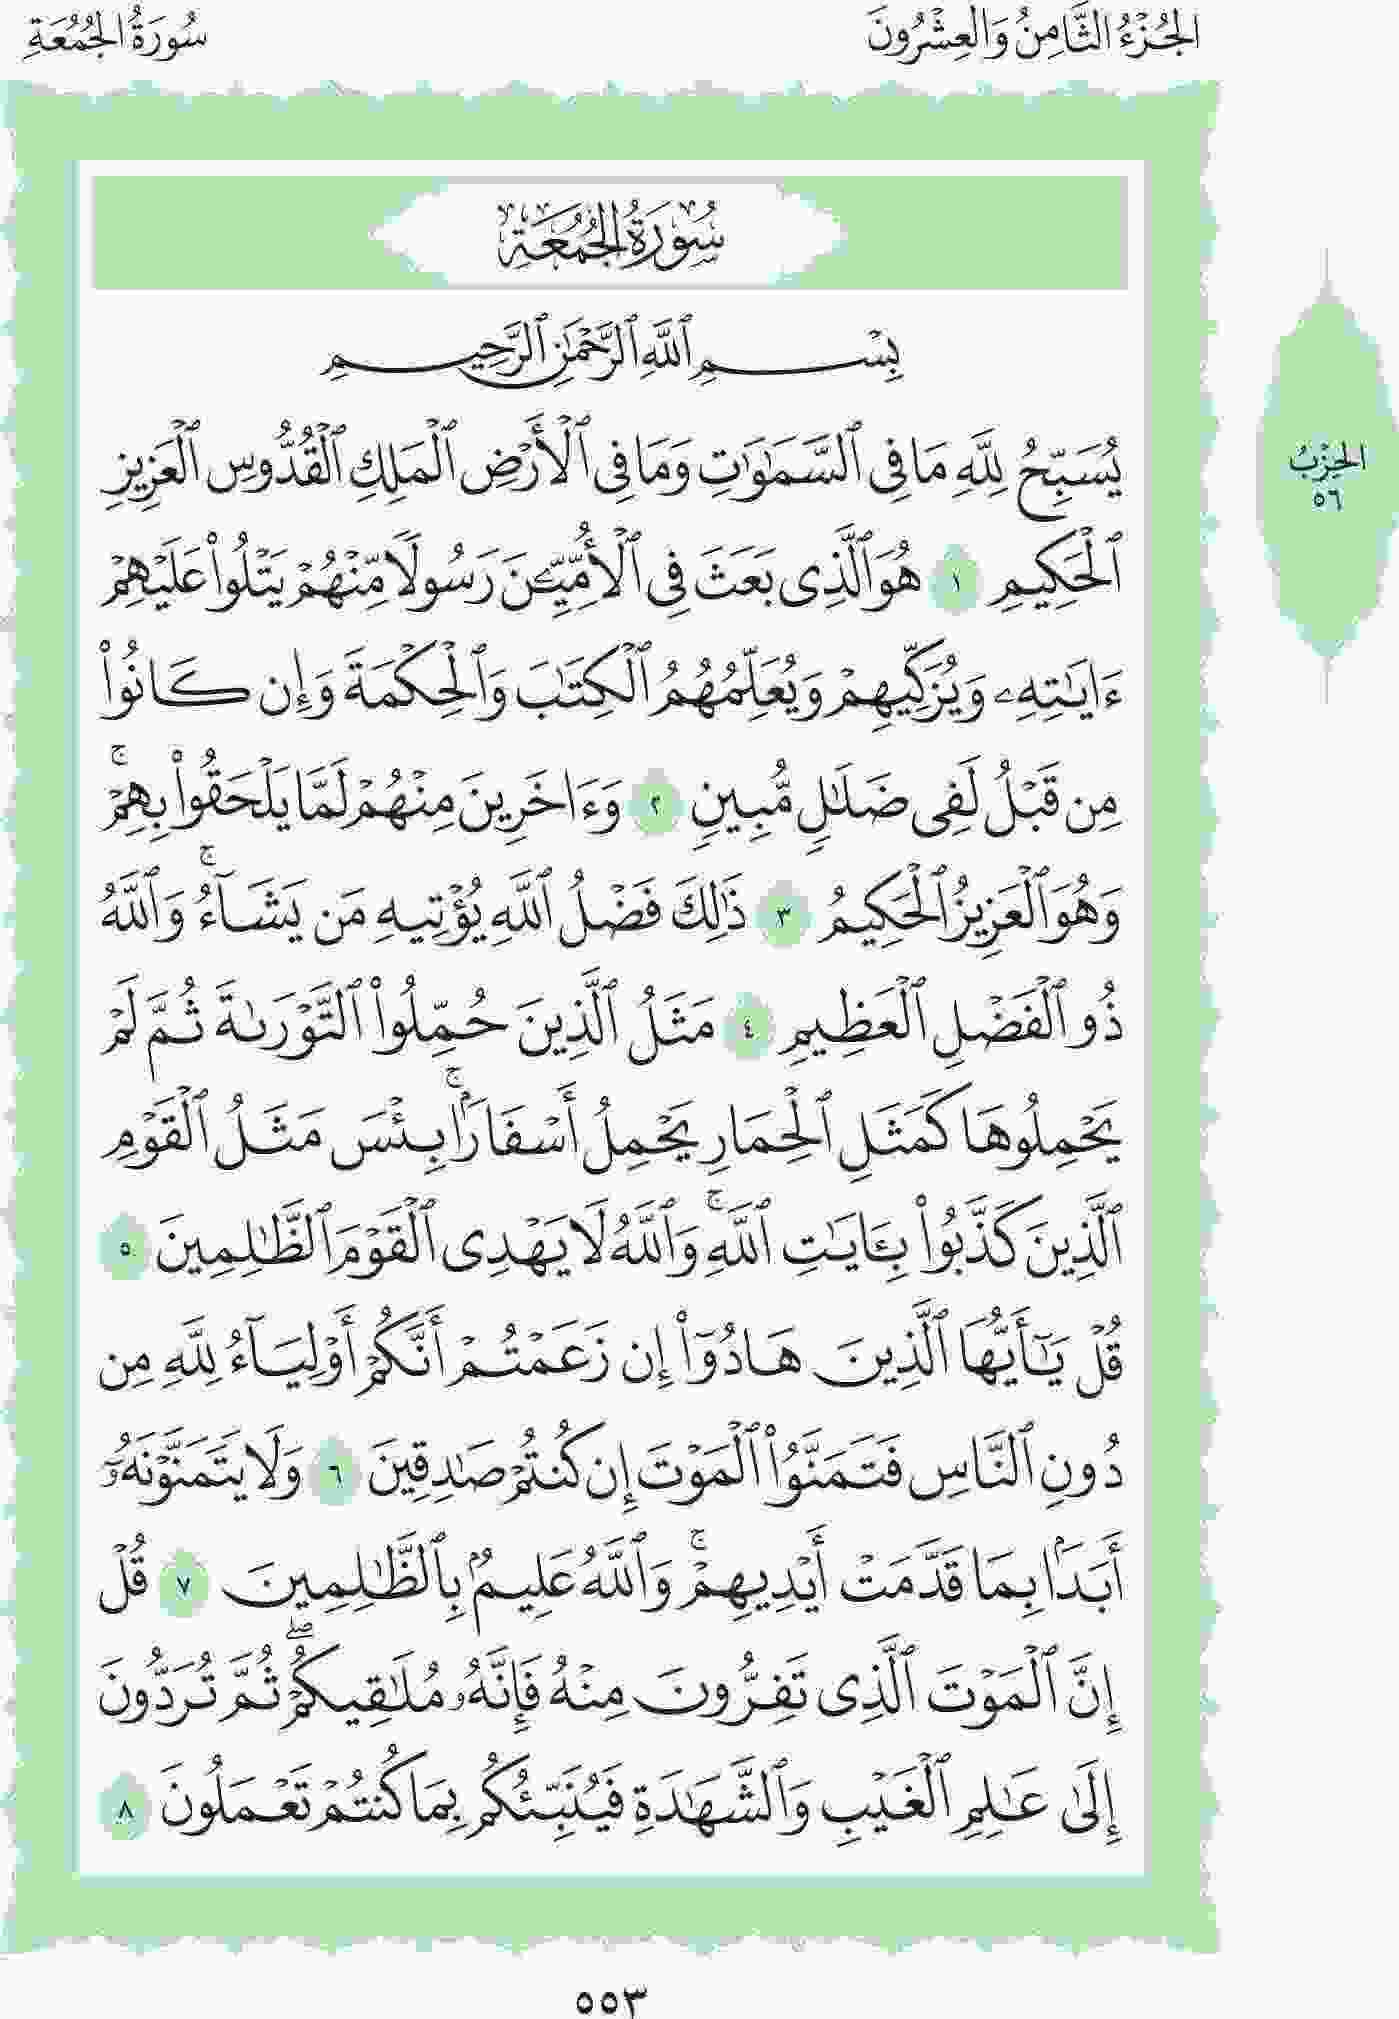 الجُزْءُ الثَّامِنُ وَالعِشْرُونَ
سُورَةُ الجُمُعَةِ
سُورَةُ الجُمُعَةِ
بِسْمِ ٱللَّهِ ٱلرَّحْمَٰنِ ٱلرَّحِيمِ
يُسَبِّحُ لِلَّهِ مَا فِى ٱلسَّمَٰوَٰتِ وَمَا فِى ٱلْأَرْضِ ٱلْمَلِكِ ٱلْقُدُّوسِ ٱلْعَزِيزِ
ٱلْحَكِيمِ ١ هُوَ ٱلَّذِى بَعَثَ فِى ٱلْأُمِّيِّـۧنَ رَسُولًا مِّنْهُمْ يَتْلُوا۟ عَلَيْهِمْ
ءَايَٰتِهِۦ وَيُزَكِّيهِمْ وَيُعَلِّمُهُمُ ٱلْكِتَٰبَ وَٱلْحِكْمَةَ وَإِن كَانُوا۟
مِن قَبْلُ لَفِى ضَلَٰلٍ مُّبِينٍ ٢ وَءَاخَرِينَ مِنْهُمْ لَمَّا يَلْحَقُوا۟ بِهِمْ ۚ
وَهُوَ ٱلْعَزِيزُ ٱلْحَكِيمُ ٣ ذَٰلِكَ فَضْلُ ٱللَّهِ يُؤْتِيهِ مَن يَشَآءُ ۚ وَٱللَّهُ
ذُو ٱلْفَضْلِ ٱلْعَظِيمِ ٤ مَثَلُ ٱلَّذِينَ حُمِّلُوا۟ ٱلتَّوْرَىٰةَ ثُمَّ لَمْ
يَحْمِلُوهَا كَمَثَلِ ٱلْحِمَارِ يَحْمِلُ أَسْفَارًۢا ۚ بِئْسَ مَثَلُ ٱلْقَوْمِ
ٱلَّذِينَ كَذَّبُوا۟ بِـَٔايَٰتِ ٱللَّهِ ۚ وَٱللَّهُ لَا يَهْدِى ٱلْقَوْمَ ٱلظَّٰلِمِينَ ٥
قُلْ يَٰٓأَيُّهَا ٱلَّذِينَ هَادُوٓا۟ إِن زَعَمْتُمْ أَنَّكُمْ أَوْلِيَآءُ لِلَّهِ مِن
دُونِ ٱلنَّاسِ فَتَمَنَّوُا۟ ٱلْمَوْتَ إِن كُنتُمْ صَٰدِقِينَ ٦ وَلَا يَتَمَنَّوْنَهُۥٓ
أَبَدًۢا بِمَا قَدَّمَتْ أَيْدِيهِمْ ۚ وَٱللَّهُ عَلِيمٌۢ بِٱلظَّٰلِمِينَ ٧ قُلْ
إِنَّ ٱلْمَوْتَ ٱلَّذِى تَفِرُّونَ مِنْهُ فَإِنَّهُۥ مُلَٰقِيكُمْ ۖ ثُمَّ تُرَدُّونَ
إِلَىٰ عَٰلِمِ ٱلْغَيْبِ وَٱلشَّهَٰدَةِ فَيُنَبِّئُكُم بِمَا كُنتُمْ تَعْمَلُونَ ٨
الحِزْبُ
٥٦
٥٥٣